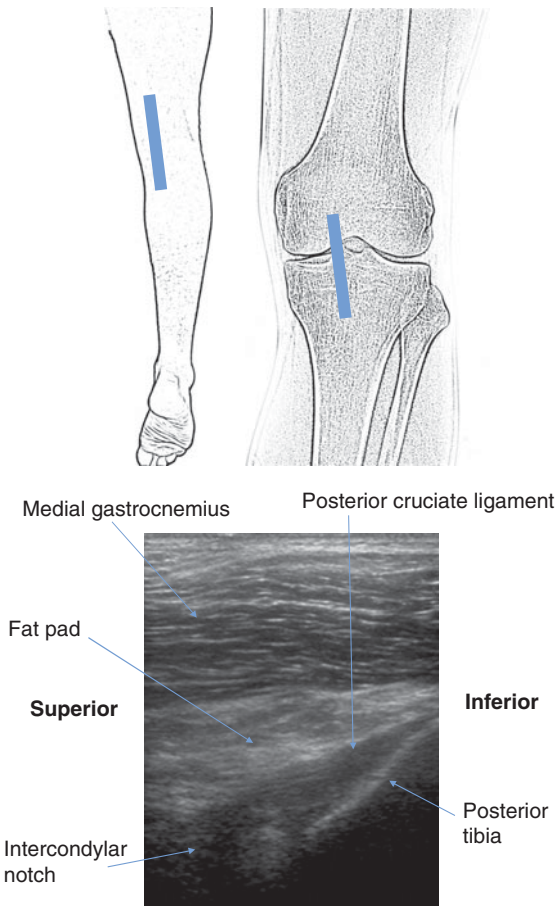 Medial gastrocnemius
Posterior cruciate ligament
Fat pad
Superior
Inferior
Posterior
tibia
Intercondylar
notch